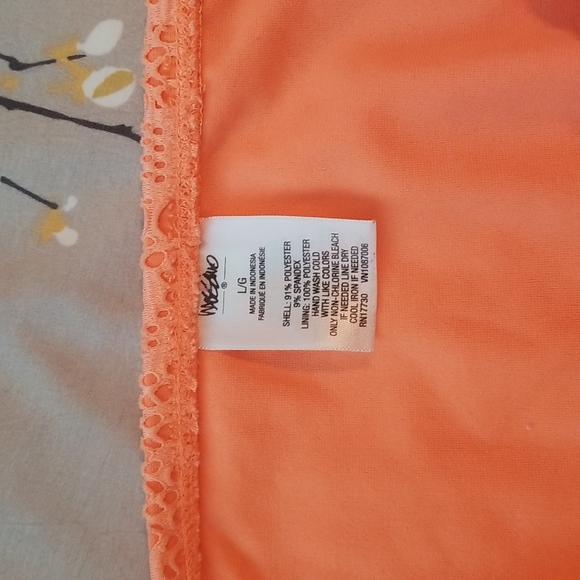 MOSSIMO
®
L/G
MADE IN INDONESIA
FABRIQUÉ EN INDONÉSIE
SHELL: 91% POLYESTER
9% SPANDEX
LINING: 100% POLYESTER
HAND WASH COLD
WITH LIKE COLORS
ONLY NON-CHLORINE BLEACH
IF NEEDED LINE DRY
COOL IRON IF NEEDED
RN17730 VN1087006